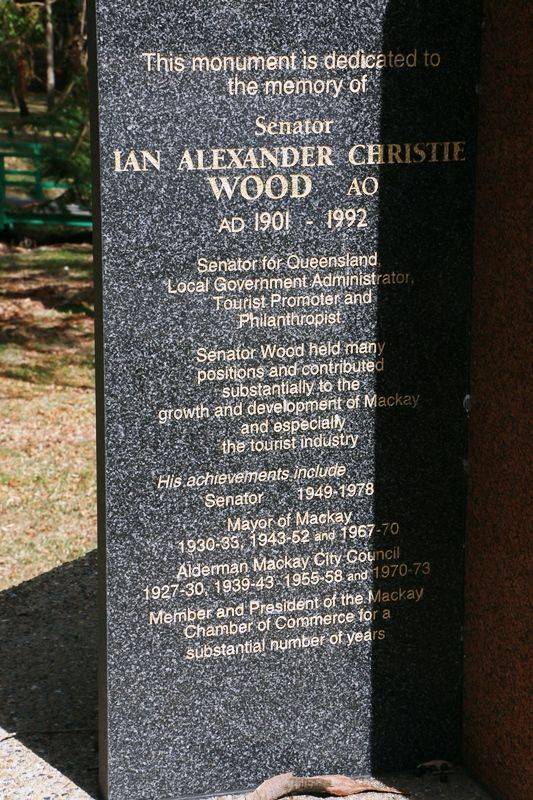 This monument is dedicated to
the memory of
Senator
IAN ALEXANDER CHRISTIE
WOOD AO
AD 1901 - 1992
Senator for Queensland,
Local Government Administrator,
Tourist Promoter and
Philanthropist
Senator Wood held many
positions and contributed
substantially to the
growth and development of Mackay
and especially
the tourist industry
His achievements include
Senator 1949-1978
Mayor of Mackay
1930-33, 1943-52 and 1967-70
Alderman Mackay City Council
1927-30, 1939-43 1955-58 and 1970-73
Member and President of the Mackay
Chamber of Commerce for a
substantial number of years